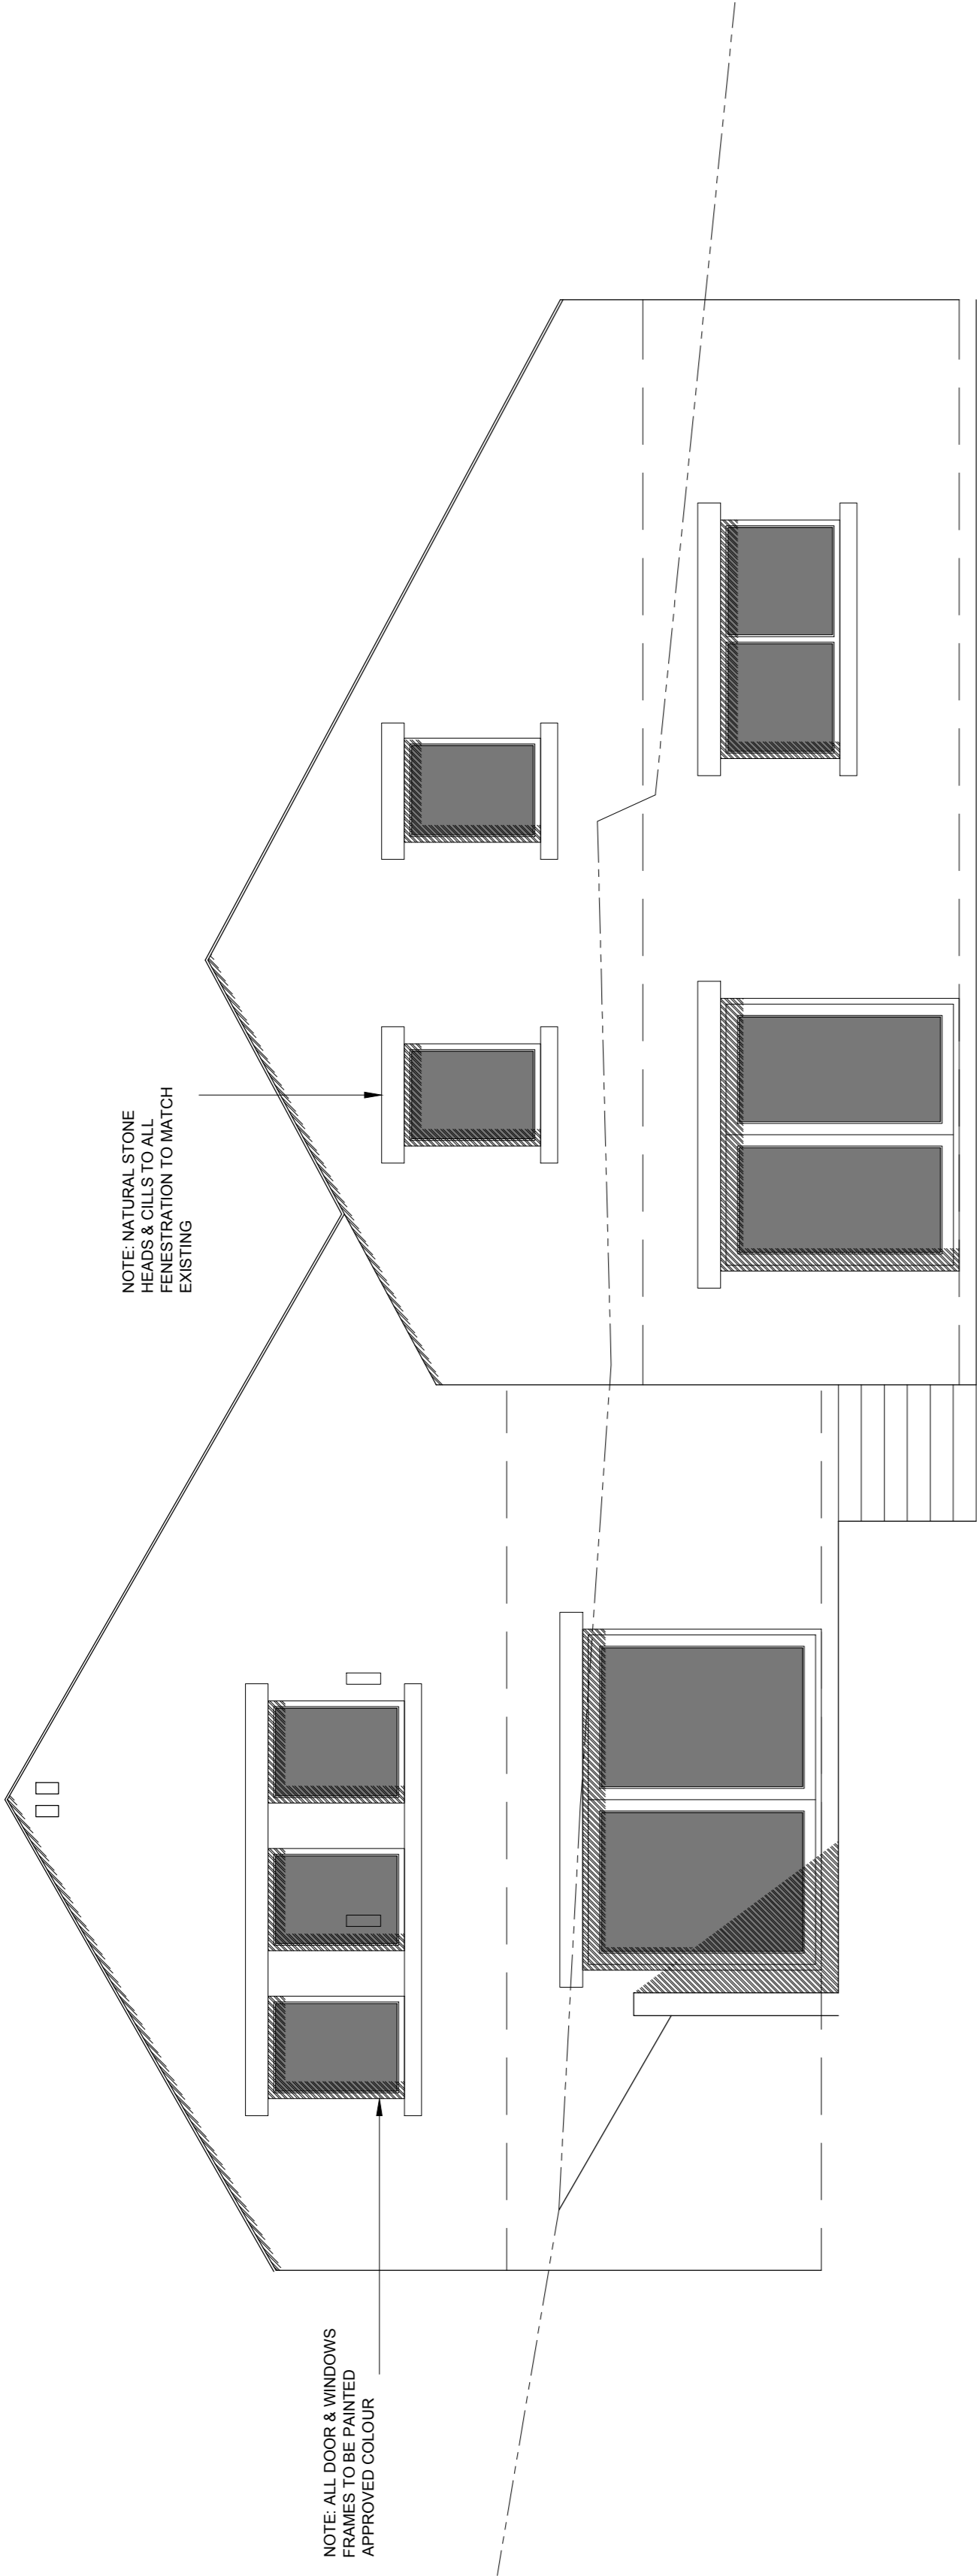 NOTE: ALL DOOR & WINDOWS
FRAMES TO BE PAINTED
APPROVED COLOUR
NOTE: NATURAL STONE
HEADS & CILLS TO ALL
FENESTRATION TO MATCH
EXISTING